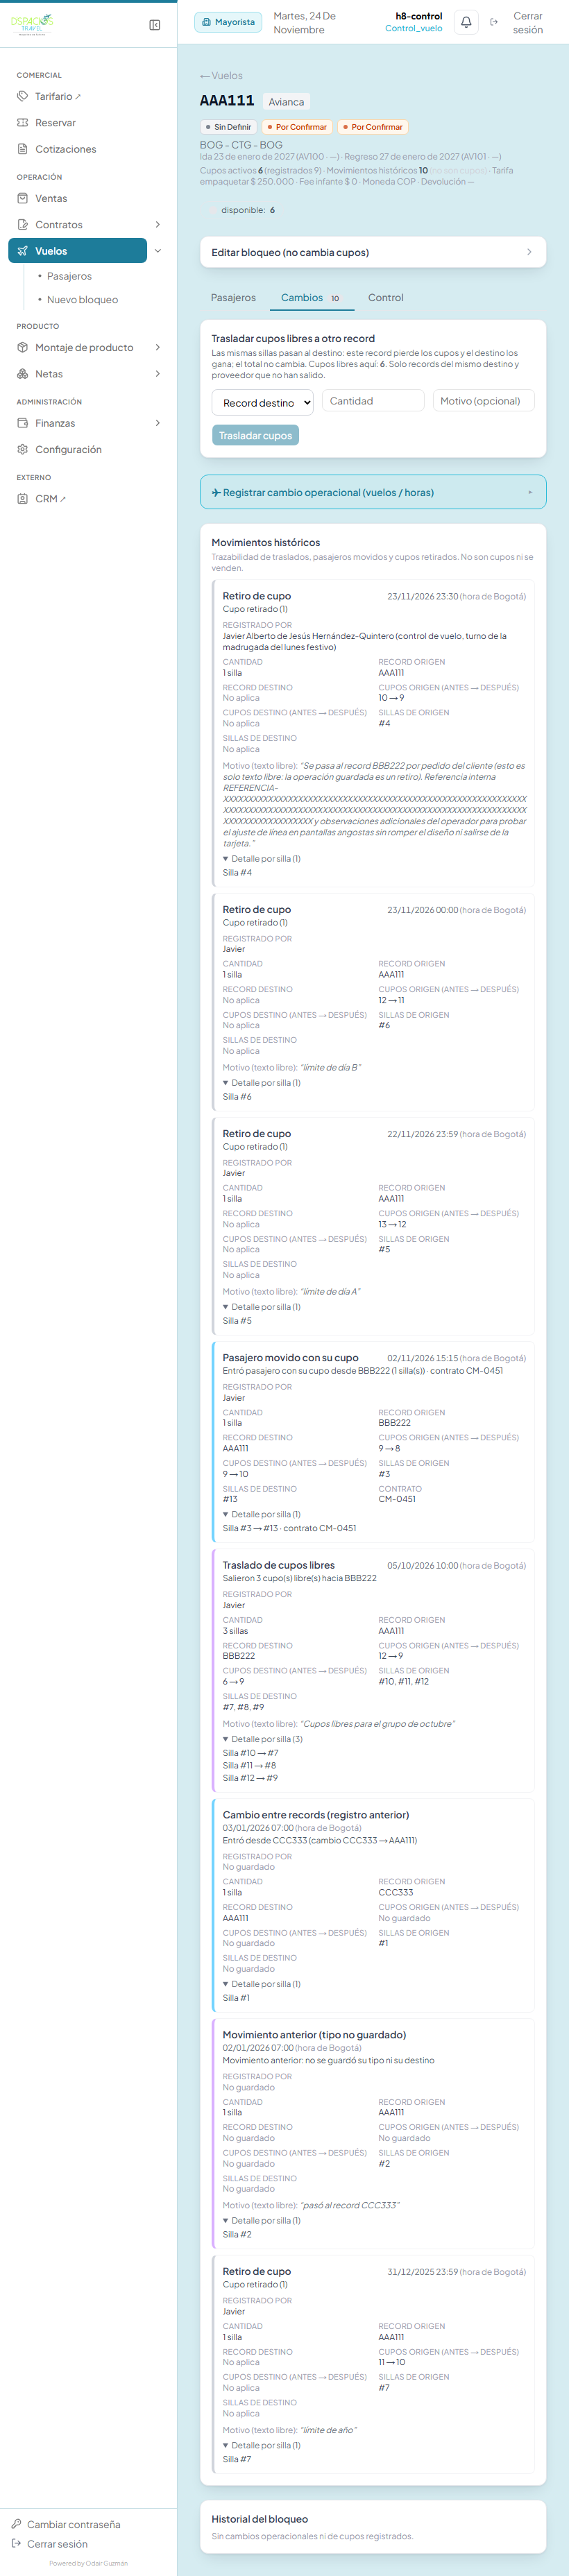 DSPACIOS
TRAVEL
COMERCIAL
Tarifario ↗
Reservar
Cotizaciones
OPERACIÓN
Ventas
Contratos
Vuelos
• Pasajeros
• Nuevo bloqueo
PRODUCTO
Montaje de producto
Netas
ADMINISTRACIÓN
Finanzas
Configuración
EXTERNO
CRM ↗
Cambiar contraseña
Cerrar sesión
Powered by Odair Guzmán
Mayorista
Martes, 24 De
Noviembre
h8-control
Control_vuelo
Cerrar
sesión
← Vuelos
AAA111 Avianca
Sin Definir Por Confirmar Por Confirmar
BOG - CTG - BOG
Ida 23 de enero de 2027 (AV100 · —) · Regreso 27 de enero de 2027 (AV101 · —)
Cupos activos 6 (registrados 9) · Movimientos históricos 10 (no son cupos) · Tarifa
empaquetar $ 250.000 · Fee infante $ 0 · Moneda COP · Devolución —
disponible: 6
Editar bloqueo (no cambia cupos)
Pasajeros Cambios 10 Control
Trasladar cupos libres a otro record
Las mismas sillas pasan al destino: este record pierde los cupos y el destino los
gana; el total no cambia. Cupos libres aquí: 6. Solo records del mismo destino y
proveedor que no han salido.
Record destino Cantidad Motivo (opcional)
Trasladar cupos
✈ Registrar cambio operacional (vuelos / horas)
Movimientos históricos
Trazabilidad de traslados, pasajeros movidos y cupos retirados. No son cupos ni se
venden.
Retiro de cupo 23/11/2026 23:30 (hora de Bogotá)
Cupo retirado (1)
REGISTRADO POR
Javier Alberto de Jesús Hernández-Quintero (control de vuelo, turno de la
madrugada del lunes festivo)
CANTIDAD RECORD ORIGEN
1 silla AAA111
RECORD DESTINO CUPOS ORIGEN (ANTES → DESPUÉS)
No aplica 10 → 9
CUPOS DESTINO (ANTES → DESPUÉS) SILLAS DE ORIGEN
No aplica #4
SILLAS DE DESTINO
No aplica
Motivo (texto libre): "Se pasa al record BBB222 por pedido del cliente (esto es
solo texto libre: la operación guardada es un retiro). Referencia interna
REFERENCIA-
y observaciones adicionales del operador para probar
el ajuste de línea en pantallas angostas sin romper el diseño ni salirse de la
tarjeta."
▼ Detalle por silla (1)
Silla #4
Retiro de cupo 23/11/2026 00:00 (hora de Bogotá)
Cupo retirado (1)
REGISTRADO POR
Javier
CANTIDAD RECORD ORIGEN
1 silla AAA111
RECORD DESTINO CUPOS ORIGEN (ANTES → DESPUÉS)
No aplica 12 → 11
CUPOS DESTINO (ANTES → DESPUÉS) SILLAS DE ORIGEN
No aplica #6
SILLAS DE DESTINO
No aplica
Motivo (texto libre): "límite de día B"
▼ Detalle por silla (1)
Silla #6
Retiro de cupo 22/11/2026 23:59 (hora de Bogotá)
Cupo retirado (1)
REGISTRADO POR
Javier
CANTIDAD RECORD ORIGEN
1 silla AAA111
RECORD DESTINO CUPOS ORIGEN (ANTES → DESPUÉS)
No aplica 13 → 12
CUPOS DESTINO (ANTES → DESPUÉS) SILLAS DE ORIGEN
No aplica #5
SILLAS DE DESTINO
No aplica
Motivo (texto libre): "límite de día A"
▼ Detalle por silla (1)
Silla #5
Pasajero movido con su cupo 02/11/2026 15:15 (hora de Bogotá)
Entró pasajero con su cupo desde BBB222 (1 silla(s)) · contrato CM-0451
REGISTRADO POR
Javier
CANTIDAD RECORD ORIGEN
1 silla BBB222
RECORD DESTINO CUPOS ORIGEN (ANTES → DESPUÉS)
AAA111 9 → 8
CUPOS DESTINO (ANTES → DESPUÉS) SILLAS DE ORIGEN
9 → 10 #3
SILLAS DE DESTINO CONTRATO
#13 CM-0451
▼ Detalle por silla (1)
Silla #3 → #13 · contrato CM-0451
Traslado de cupos libres 05/10/2026 10:00 (hora de Bogotá)
Salieron 3 cupo(s) libre(s) hacia BBB222
REGISTRADO POR
Javier
CANTIDAD RECORD ORIGEN
3 sillas AAA111
RECORD DESTINO CUPOS ORIGEN (ANTES → DESPUÉS)
BBB222 12 → 9
CUPOS DESTINO (ANTES → DESPUÉS) SILLAS DE ORIGEN
6 → 9 #10, #11, #12
SILLAS DE DESTINO
#7, #8, #9
Motivo (texto libre): "Cupos libres para el grupo de octubre"
▼ Detalle por silla (3)
Silla #10 → #7
Silla #11 → #8
Silla #12 → #9
Cambio entre records (registro anterior)
03/01/2026 07:00 (hora de Bogotá)
Entró desde CCC333 (cambio CCC333 → AAA111)
REGISTRADO POR
No guardado
CANTIDAD RECORD ORIGEN
1 silla CCC333
RECORD DESTINO CUPOS ORIGEN (ANTES → DESPUÉS)
AAA111 No guardado
CUPOS DESTINO (ANTES → DESPUÉS) SILLAS DE ORIGEN
No guardado #1
SILLAS DE DESTINO
No guardado
▼ Detalle por silla (1)
Silla #1
Movimiento anterior (tipo no guardado)
02/01/2026 07:00 (hora de Bogotá)
Movimiento anterior: no se guardó su tipo ni su destino
REGISTRADO POR
No guardado
CANTIDAD RECORD ORIGEN
1 silla AAA111
RECORD DESTINO CUPOS ORIGEN (ANTES → DESPUÉS)
No guardado No guardado
CUPOS DESTINO (ANTES → DESPUÉS) SILLAS DE ORIGEN
No guardado #2
SILLAS DE DESTINO
No guardado
Motivo (texto libre): "pasó al record CCC333"
▼ Detalle por silla (1)
Silla #2
Retiro de cupo 31/12/2025 23:59 (hora de Bogotá)
Cupo retirado (1)
REGISTRADO POR
Javier
CANTIDAD RECORD ORIGEN
1 silla AAA111
RECORD DESTINO CUPOS ORIGEN (ANTES → DESPUÉS)
No aplica 11 → 10
CUPOS DESTINO (ANTES → DESPUÉS) SILLAS DE ORIGEN
No aplica #7
SILLAS DE DESTINO
No aplica
Motivo (texto libre): "límite de año"
▼ Detalle por silla (1)
Silla #7
Historial del bloqueo
Sin cambios operacionales ni de cupos registrados.